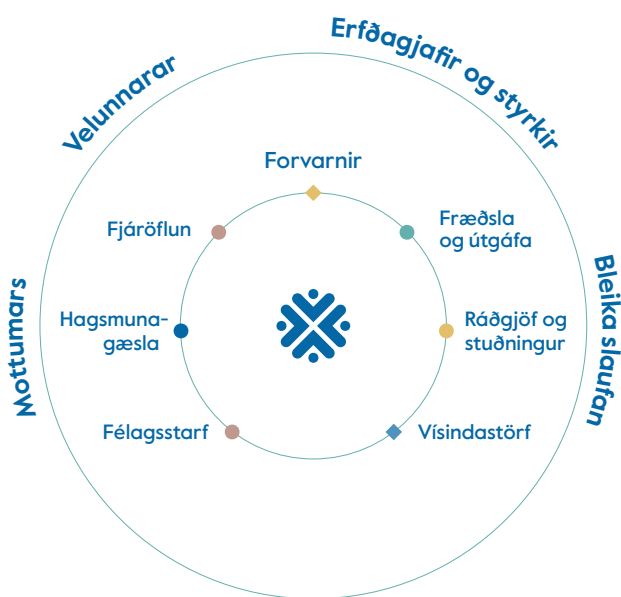 Erfðagjafir og styrkir
Velunnarar
Forvarnir
Fjáröflun
Fræðsla
og útgáfa
Mottumars
Bleika slaufan
Hagsmuna-
gæsla
Ráðgjöf og
stuðningur
Félagsstarf
Vísindastörf